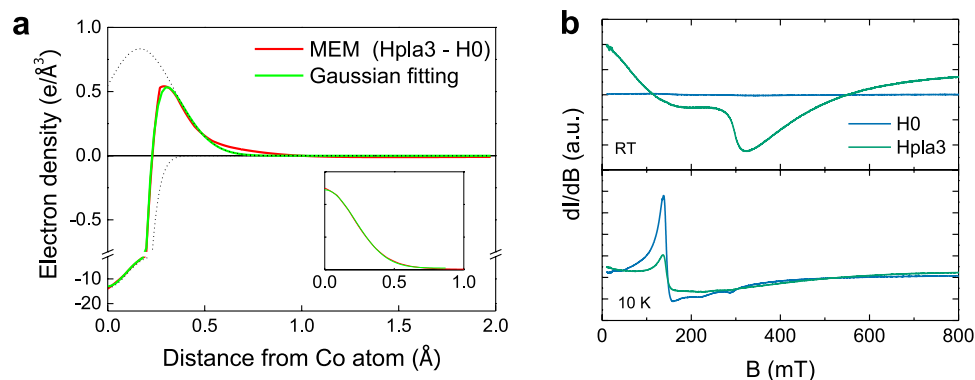 a
MEM (Hpla3 - H0)
Gaussian fitting
Electron density (e/Å³)
1.0
0.5
0.0
-0.5
-10
-20
0.0 0.5 1.0
0.0 0.5 1.0 1.5 2.0
Distance from Co atom (Å)
b
dI/dB (a.u.)
H0
Hpla3
RT
10 K
0 200 400 600 800
B (mT)